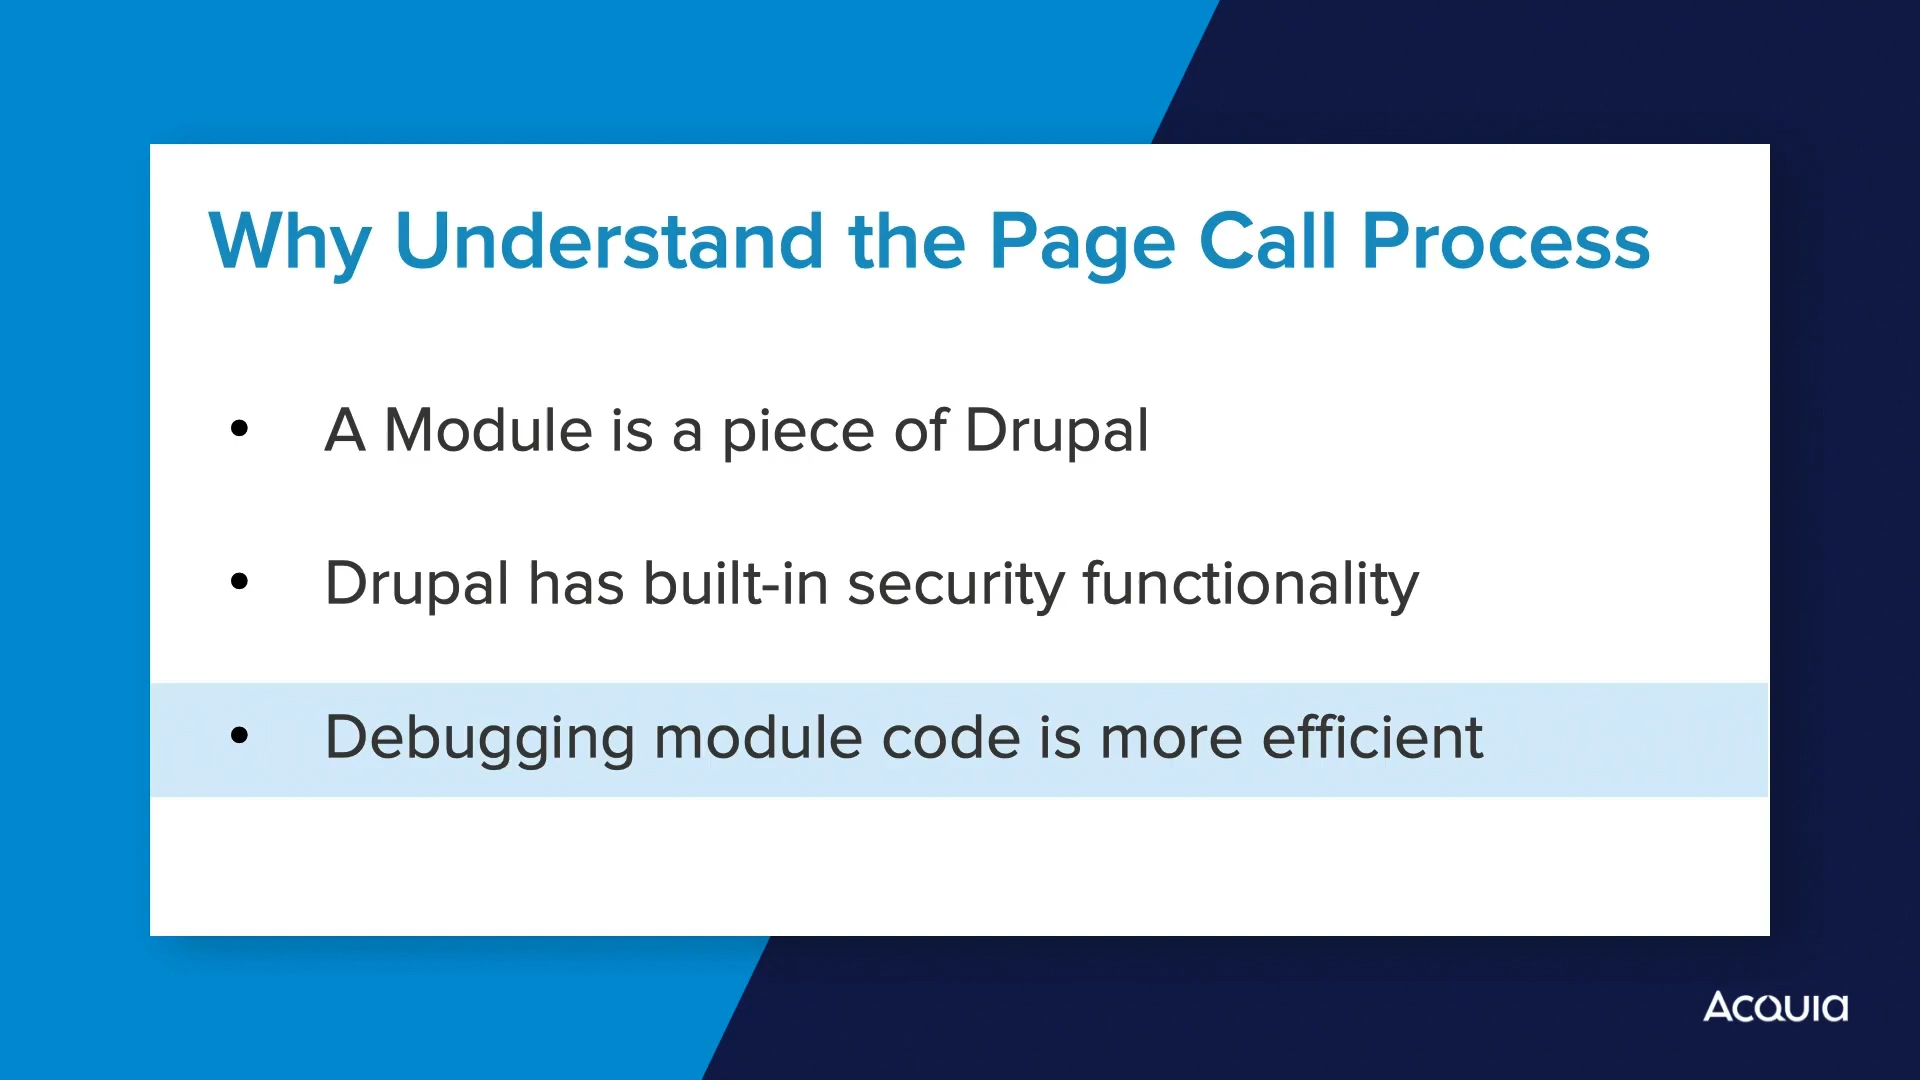 Why Understand the Page Call Process
• A Module is a piece of Drupal
• Drupal has built-in security functionality
• Debugging module code is more efficient
ACQUIA